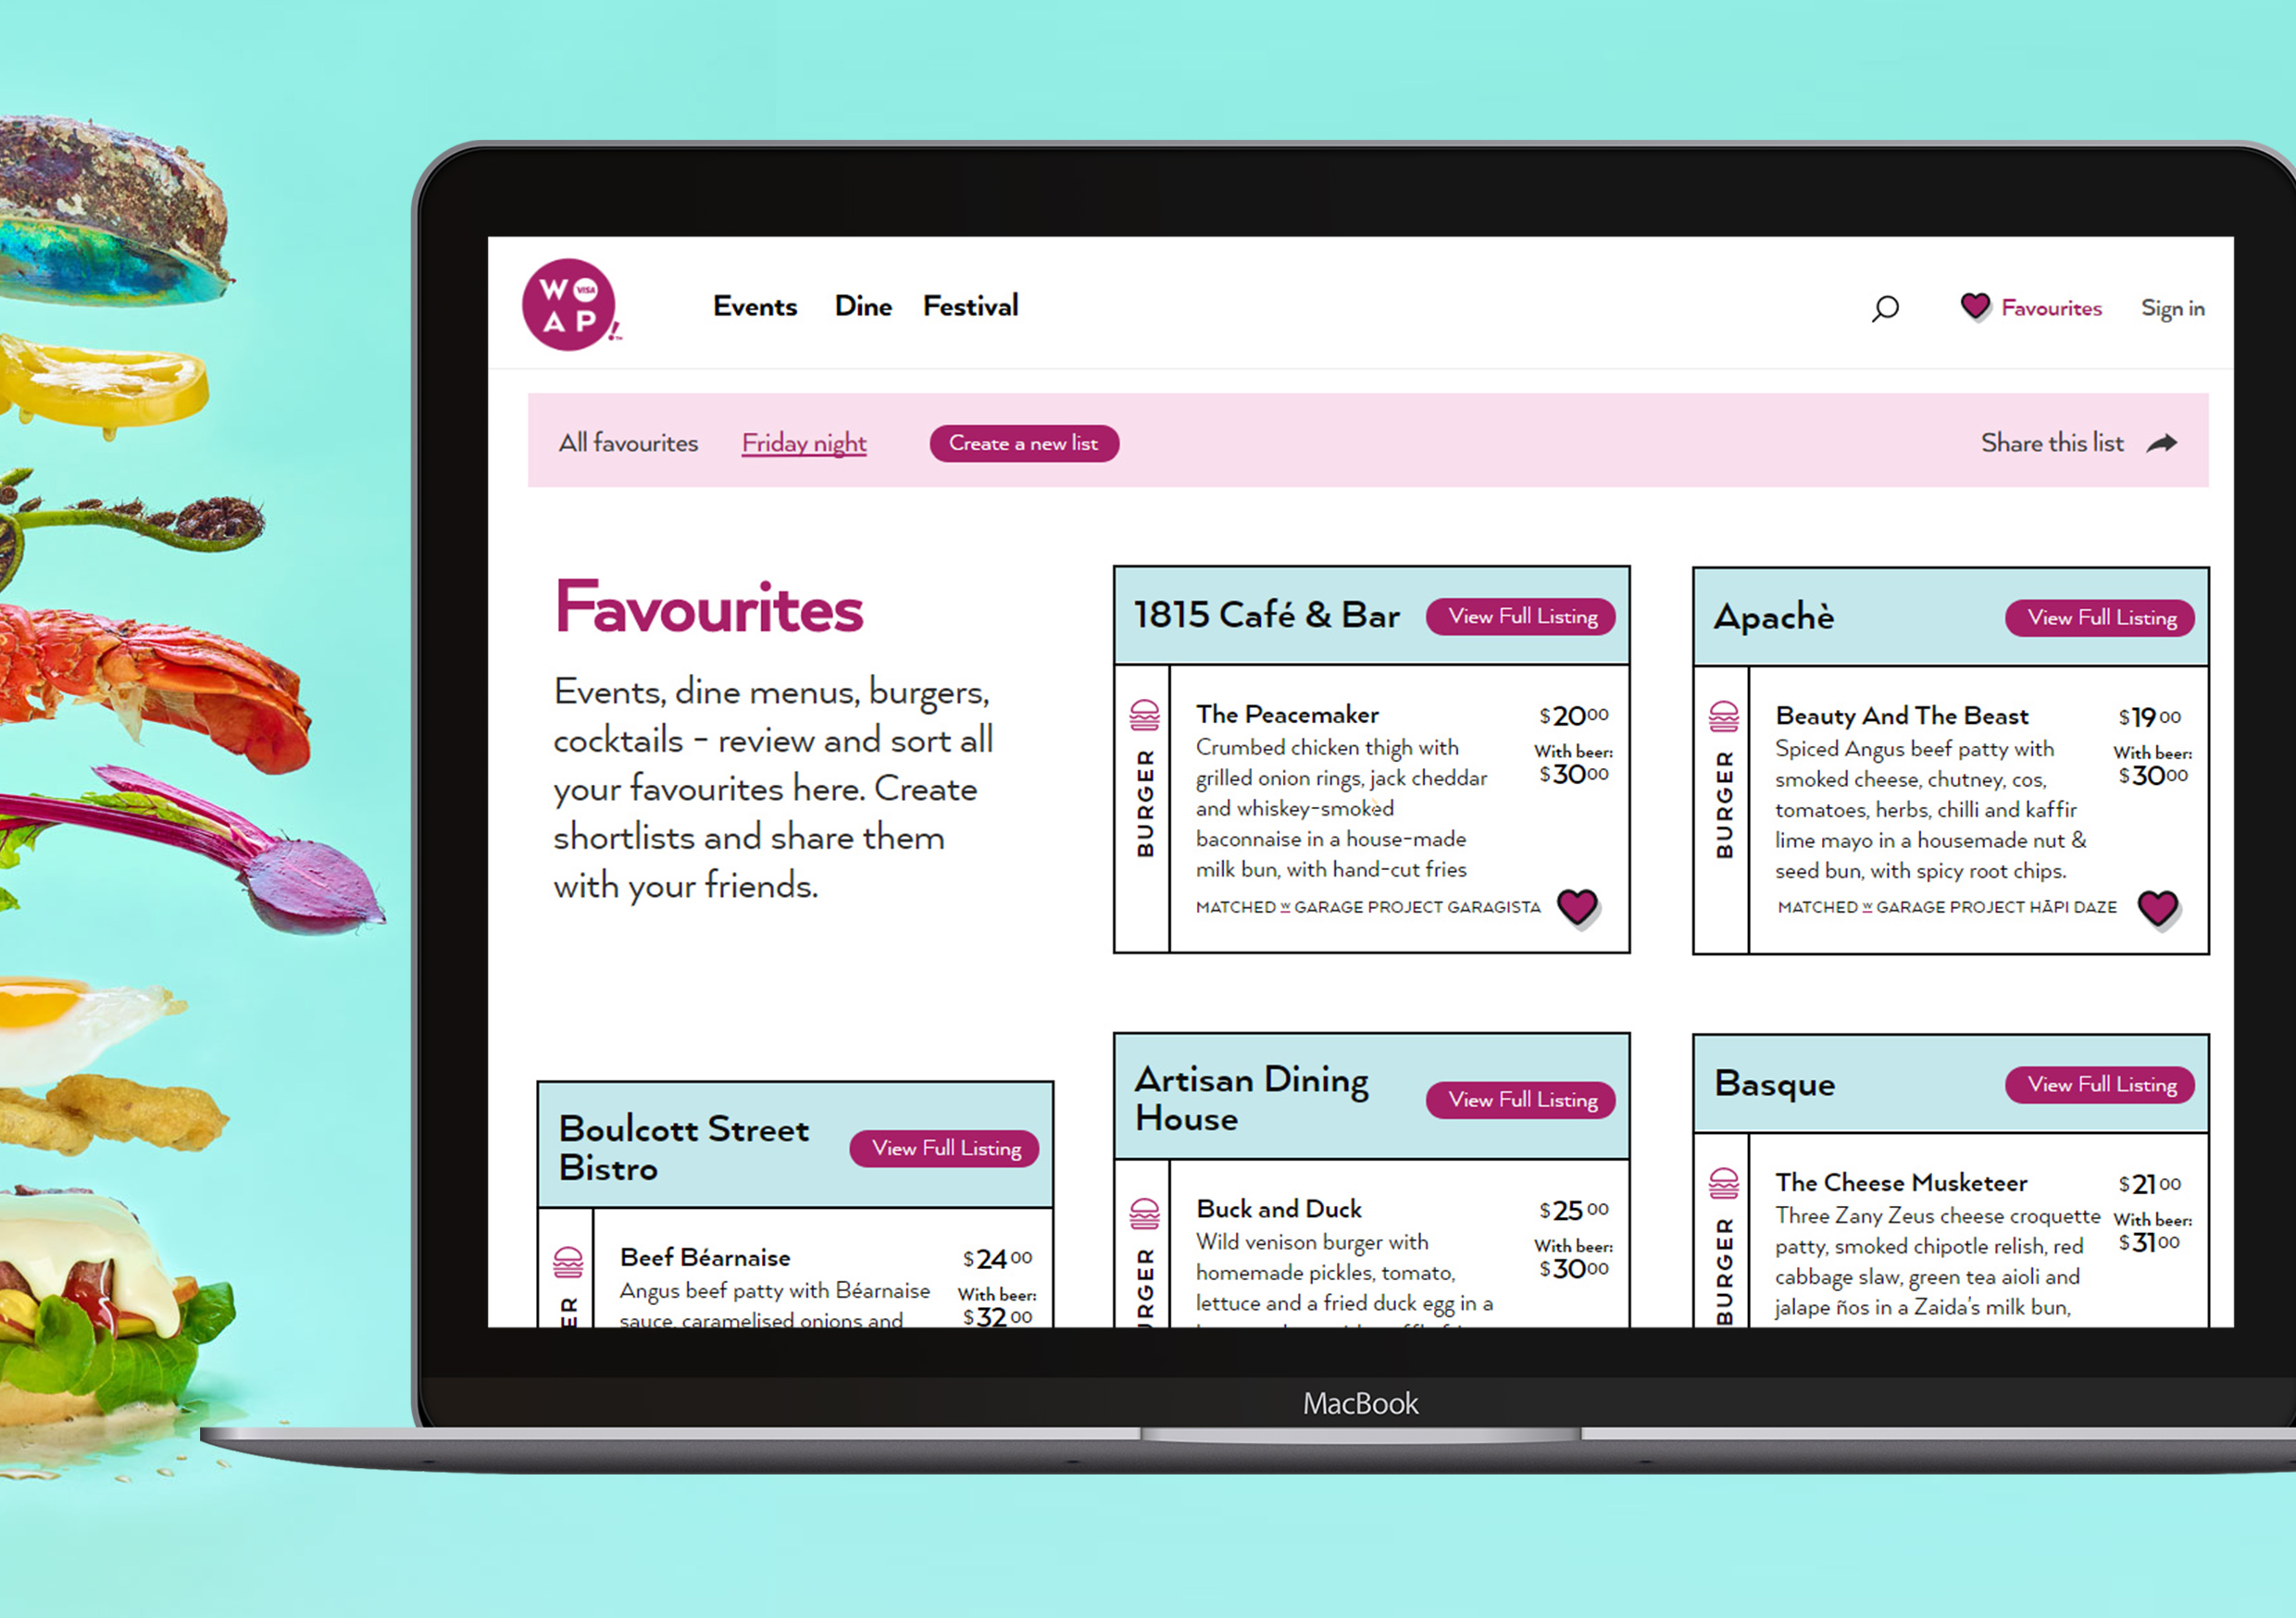 WO VISA
AP!
Events Dine Festival
Favourites Sign in
All favourites Friday night Create a new list
Share this list
Favourites
Events, dine menus, burgers,
cocktails – review and sort all
your favourites here. Create
shortlists and share them
with your friends.
1815 Café & Bar View Full Listing
BURGER
The Peacemaker $20 00
Crumbed chicken thigh with
grilled onion rings, jack cheddar
and whiskey-smoked
baconnaise in a house-made
milk bun, with hand-cut fries
With beer:
$30 00
MATCHED W GARAGE PROJECT GARAGISTA
Apachè View Full Listing
BURGER
Beauty And The Beast $19 00
Spiced Angus beef patty with
smoked cheese, chutney, cos,
tomatoes, herbs, chilli and kaffir
lime mayo in a housemade nut &
seed bun, with spicy root chips.
With beer:
$30 00
MATCHED W GARAGE PROJECT HĀPI DAZE
Boulcott Street
Bistro
View Full Listing
ER
Beef Béarnaise $24 00
Angus beef patty with Béarnaise
sauce, caramelised onions and
With beer:
$32 00
Artisan Dining
House
View Full Listing
URGER
Buck and Duck $25 00
Wild venison burger with
homemade pickles, tomato,
lettuce and a fried duck egg in a
With beer:
$30 00
Basque View Full Listing
BURGER
The Cheese Musketeer $21 00
Three Zany Zeus cheese croquette
patty, smoked chipotle relish, red
cabbage slaw, green tea aioli and
jalape ños in a Zaida's milk bun,
With beer:
$31 00
MacBook